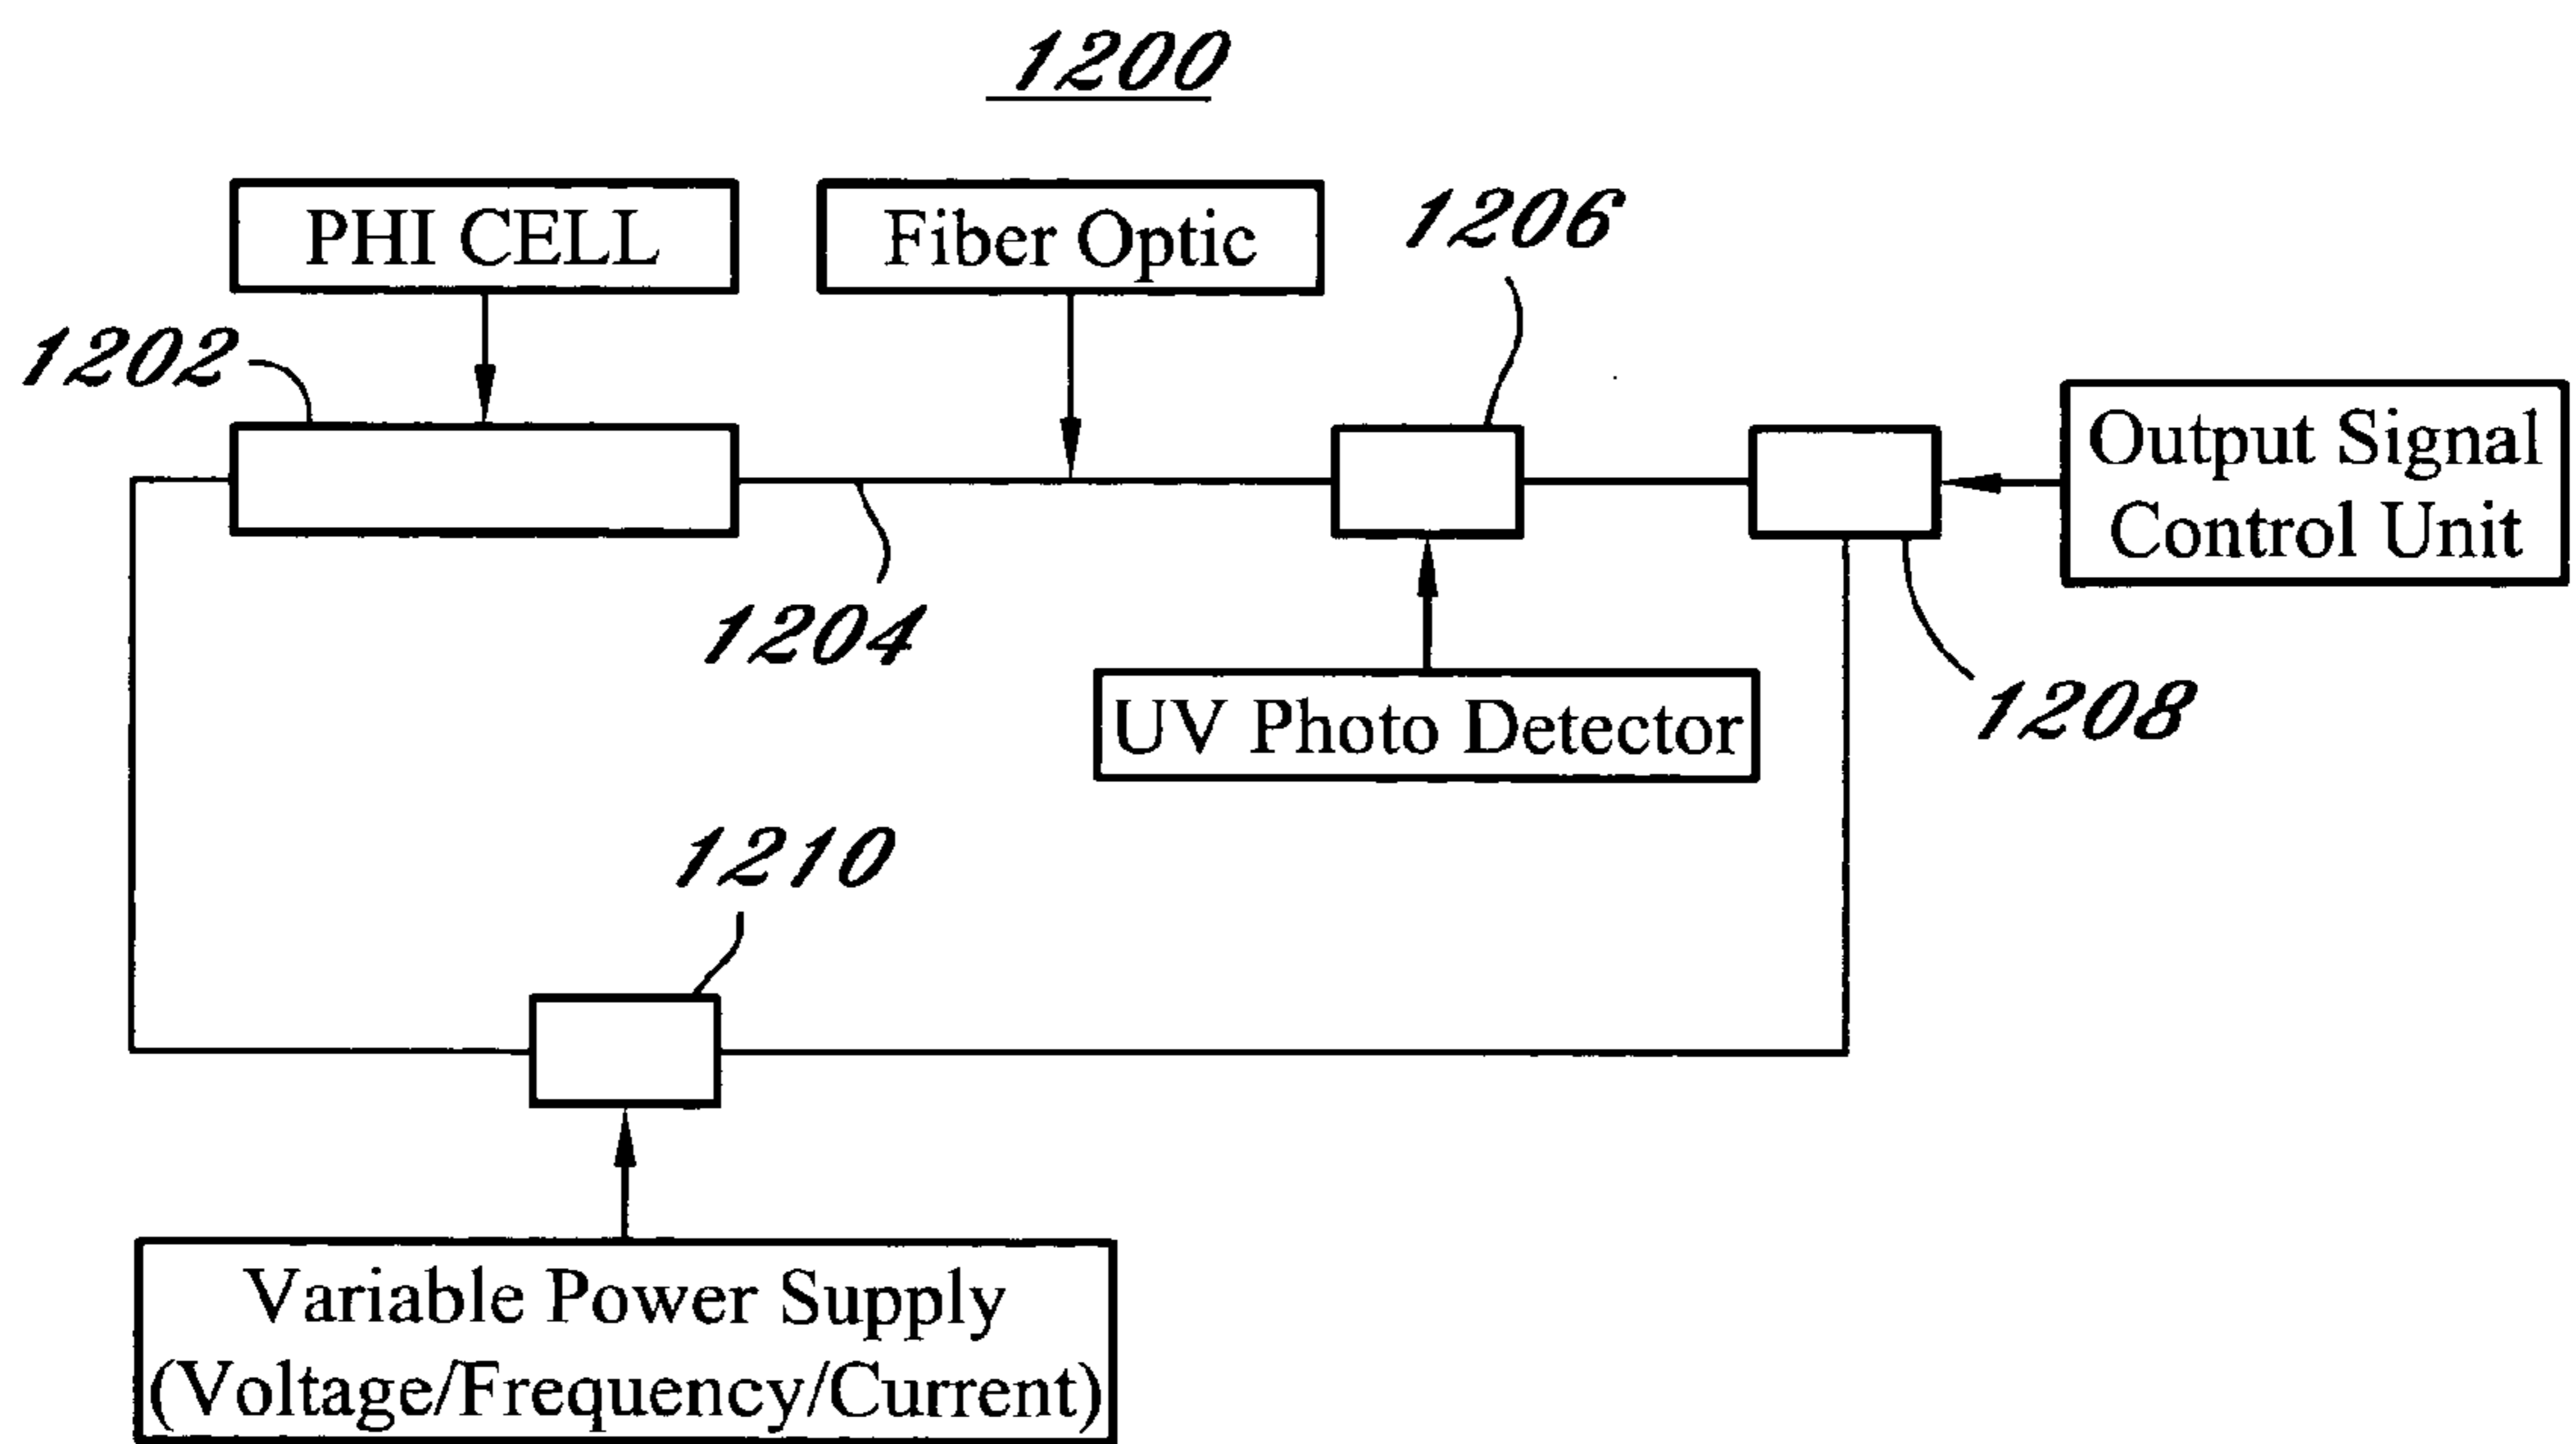 1200
PHI CELL
Fiber Optic
1206
1202
Output Signal
Control Unit
1204
UV Photo Detector
1208
1210
Variable Power Supply
(Voltage/Frequency/Current)